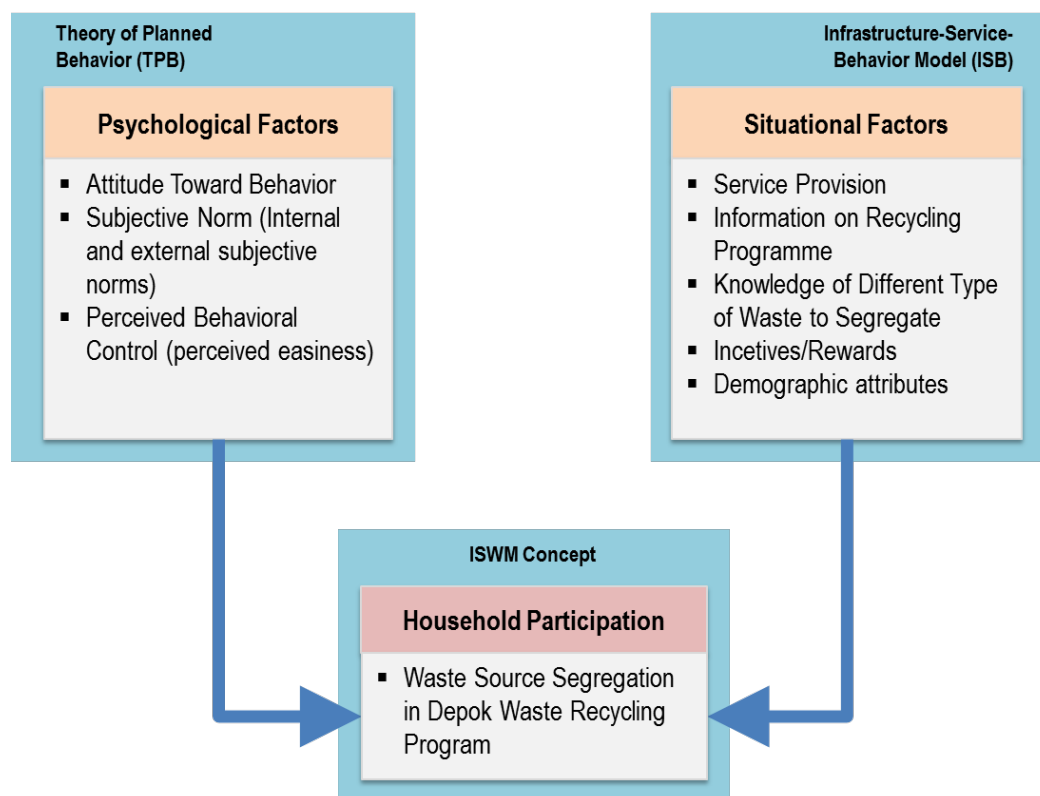 Theory of Planned
Behavior (TPB)
Psychological Factors
▪ Attitude Toward Behavior
▪ Subjective Norm (Internal
and external subjective
norms)
▪ Perceived Behavioral
Control (perceived easiness)
Infrastructure-Service-
Behavior Model (ISB)
Situational Factors
▪ Service Provision
▪ Information on Recycling
Programme
▪ Knowledge of Different Type
of Waste to Segregate
▪ Incetives/Rewards
▪ Demographic attributes
ISWM Concept
Household Participation
▪ Waste Source Segregation
in Depok Waste Recycling
Program